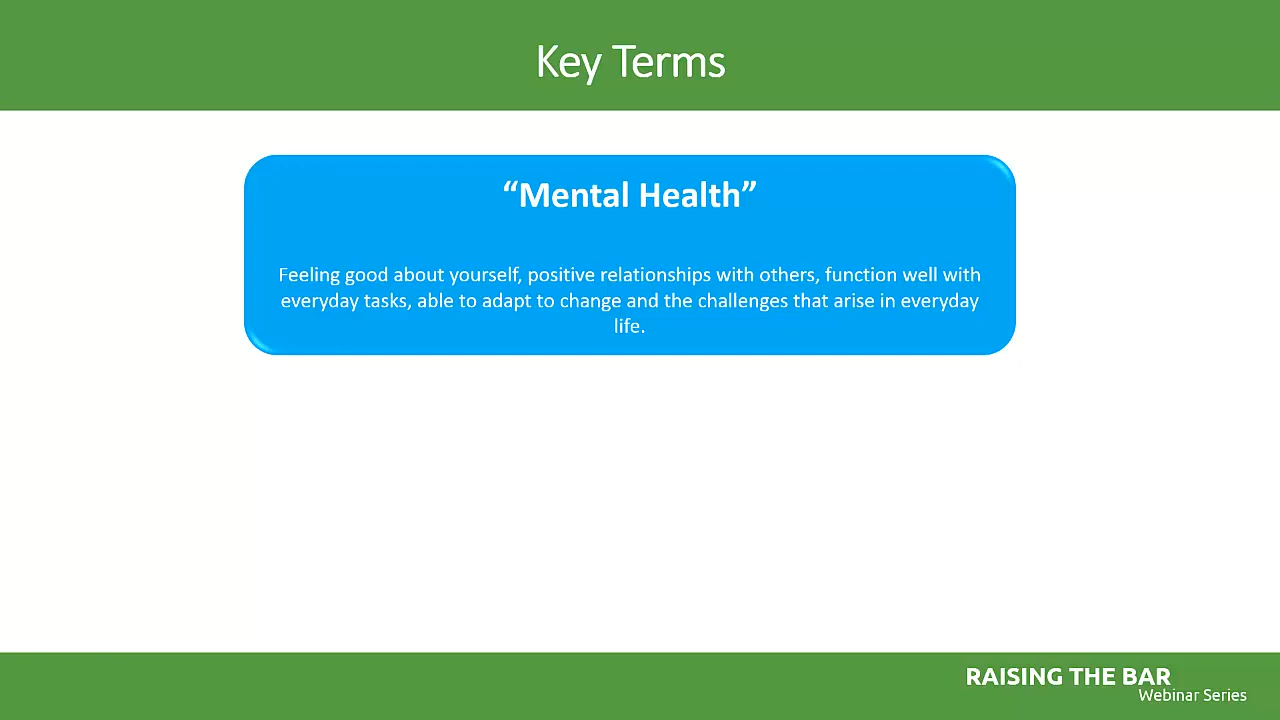 Key Terms
“Mental Health”
Feeling good about yourself, positive relationships with others, function well with
everyday tasks, able to adapt to change and the challenges that arise in everyday
life.
RAISING THE BAR
Webinar Series